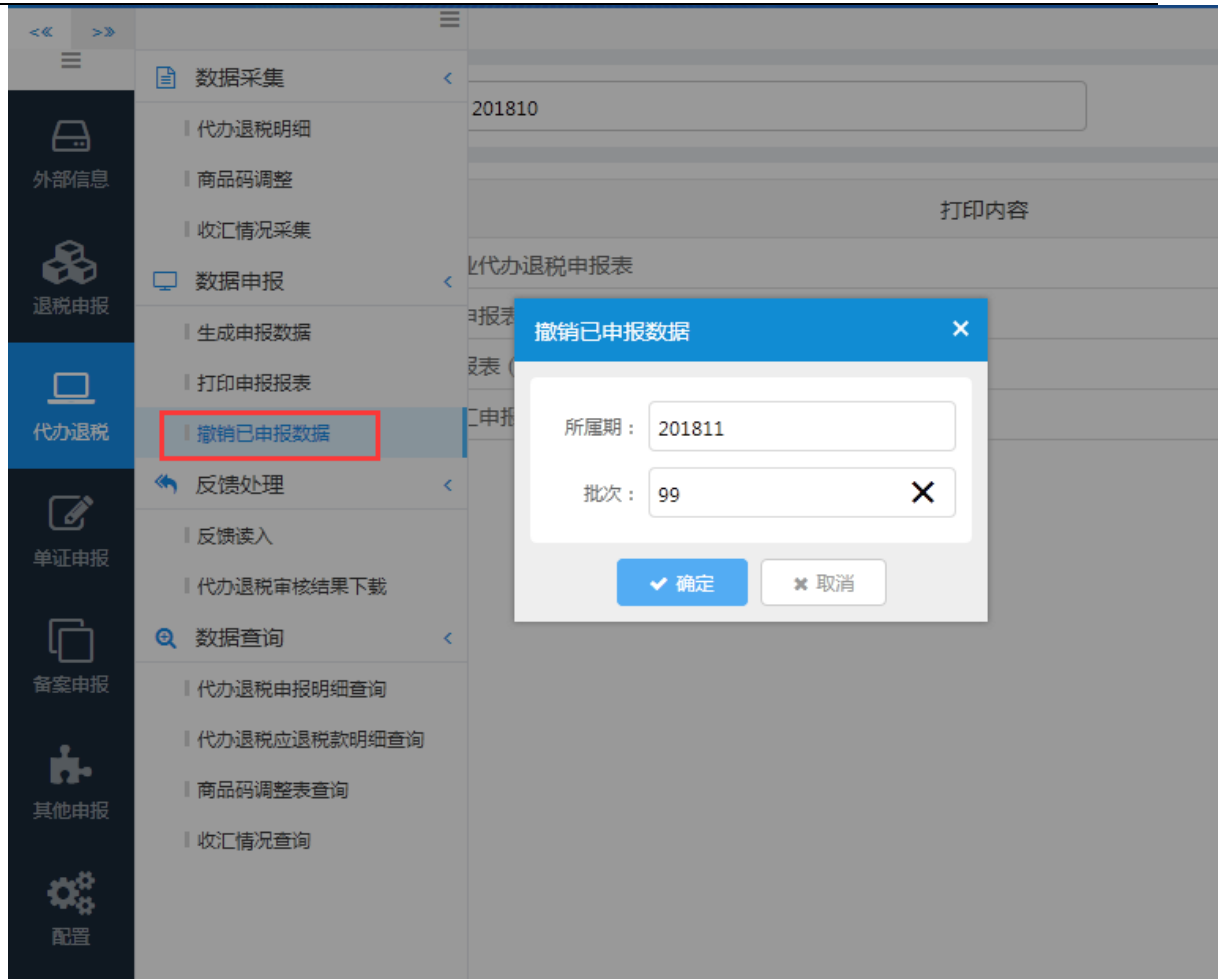 <« >»
外部信息
退税申报
代办退税
单证申报
备案申报
其他申报
配置
数据采集
代办退税明细
商品码调整
收汇情况采集
数据申报
生成申报数据
打印申报报表
撤销已申报数据
反馈处理
反馈读入
代办退税审核结果下载
数据查询
代办退税申报明细查询
代办退税应退税款明细查询
商品码调整表查询
收汇情况查询
201810
打印内容
业代办退税申报表
申报表
报表（
汇申报
撤销已申报数据
所属期： 201811
批次： 99
确定 取消